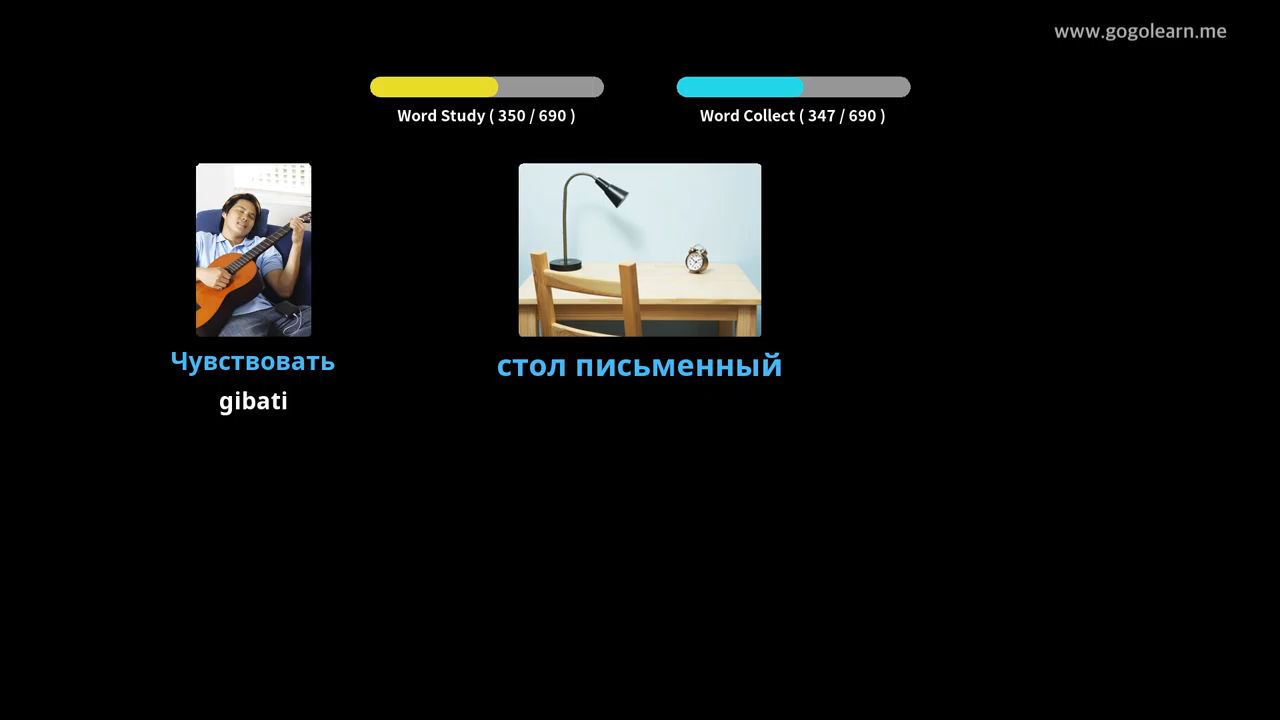 www.gogolearn.me
Word Study ( 350 / 690 )
Word Collect ( 347 / 690 )
Чувствовать
gibati
стол письменный